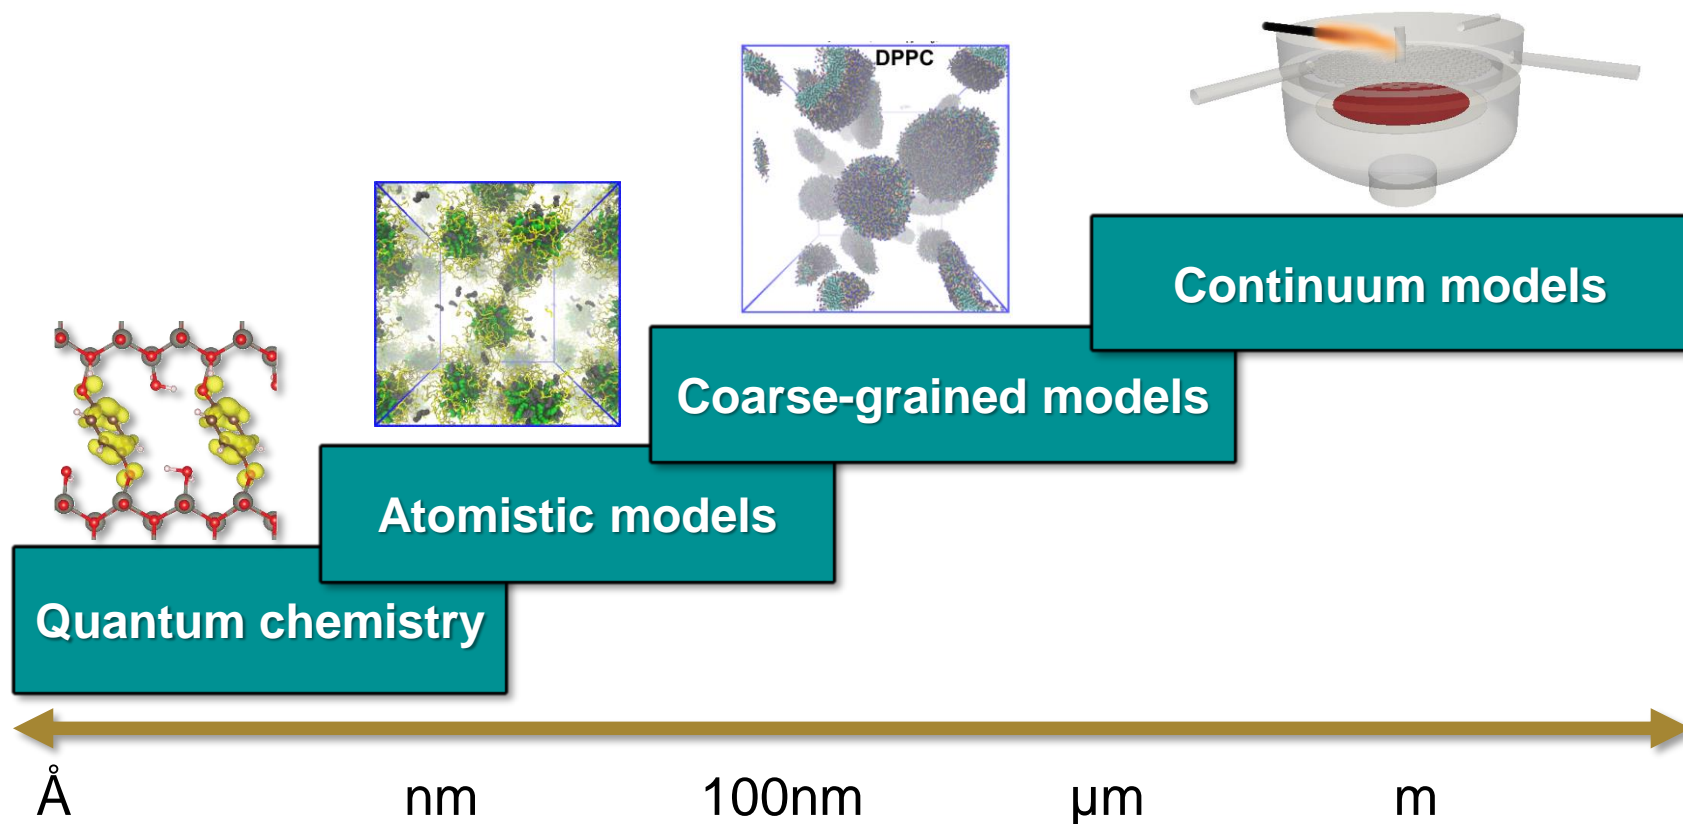 DPPC
Continuum models
Coarse-grained models
Atomistic models
Quantum chemistry
Å nm 100nm µm m